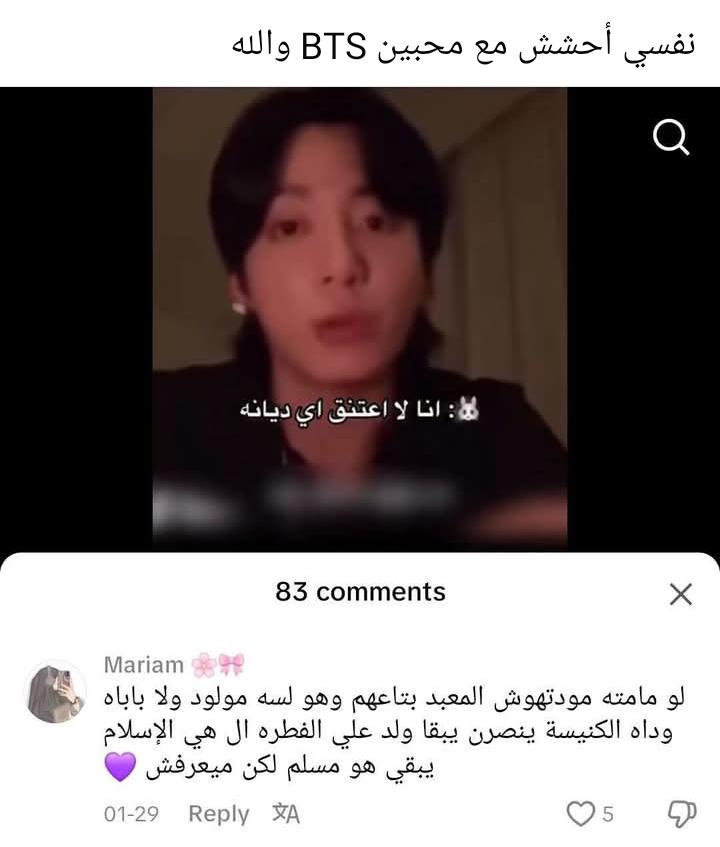 نفسي أحشش مع محبين BTS والله
🐰: انا لا اعتنق اي ديانه
83 comments
Mariam 🌸🎀
لو مامته مودتهوش المعبد بتاعهم وهو لسه مولود ولا باباه
وداه الكنيسة ينصرن يبقا ولد علي الفطره ال هي الإسلام
يبقي هو مسلم لكن ميعرفش 💜
01-29 Reply 5